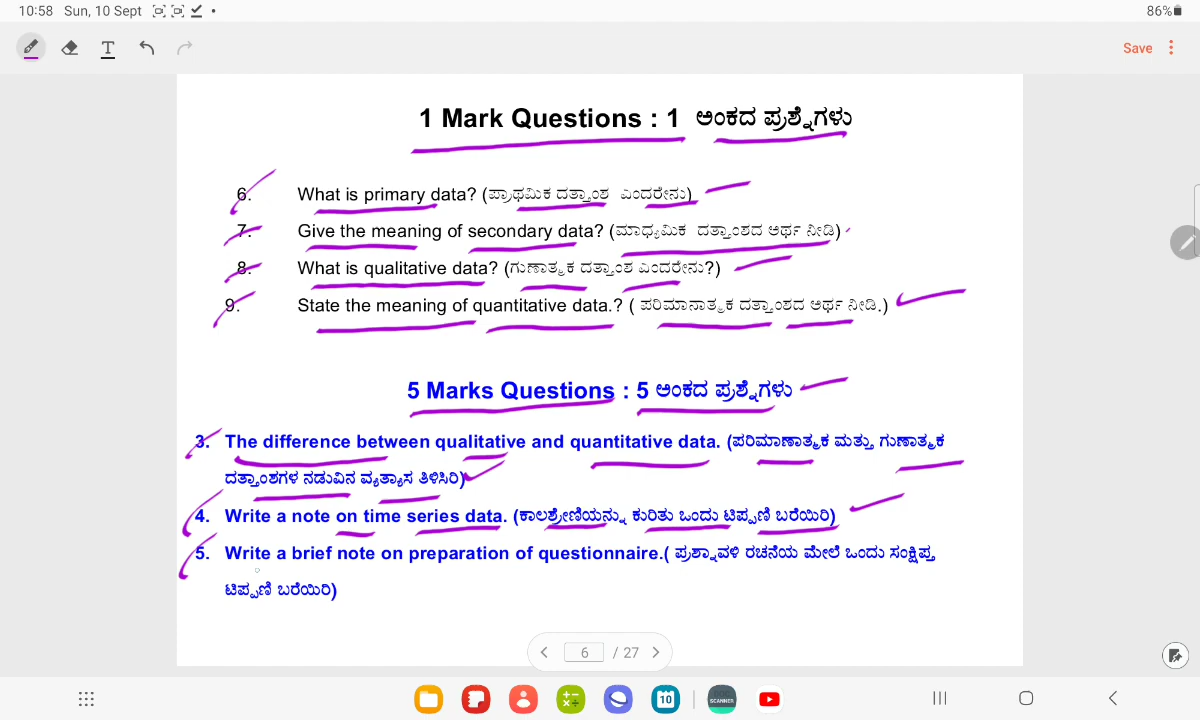 10:58 Sun, 10 Sept
86%
Save
1 Mark Questions : 1 ಅಂಕದ ಪ್ರಶ್ನೆಗಳು
6. What is primary data? (ಪ್ರಾಥಮಿಕ ದತ್ತಾಂಶ ಎಂದರೇನು)
7. Give the meaning of secondary data? (ಮಾಧ್ಯಮಿಕ ದತ್ತಾಂಶದ ಅರ್ಥ ನೀಡಿ)
8. What is qualitative data? (ಗುಣಾತ್ಮಕ ದತ್ತಾಂಶ ಎಂದರೇನು?)
9. State the meaning of quantitative data.? ( ಪರಿಮಾನಾತ್ಮಕ ದತ್ತಾಂಶದ ಅರ್ಥ ನೀಡಿ.)
5 Marks Questions : 5 ಅಂಕದ ಪ್ರಶ್ನೆಗಳು
3. The difference between qualitative and quantitative data. (ಪರಿಮಾಣಾತ್ಮಕ ಮತ್ತು ಗುಣಾತ್ಮಕ
ದತ್ತಾಂಶಗಳ ನಡುವಿನ ವ್ಯತ್ಯಾಸ ತಿಳಿಸಿರಿ)
4. Write a note on time series data. (ಕಾಲಶ್ರೇಣಿಯನ್ನು ಕುರಿತು ಒಂದು ಟಿಪ್ಪಣಿ ಬರೆಯಿರಿ)
5. Write a brief note on preparation of questionnaire.( ಪ್ರಶ್ನಾವಳಿ ರಚನೆಯ ಮೇಲೆ ಒಂದು ಸಂಕ್ಷಿಪ್ತ
ಟಿಪ್ಪಣಿ ಬರೆಯಿರಿ)
6 / 27
10
SCANNER